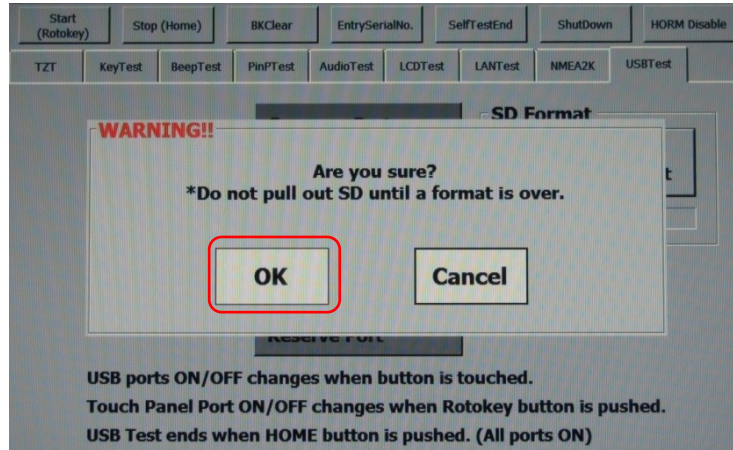 Start
(Rotokey)
Stop (Home)
BKClear
EntrySerialNo.
SelfTestEnd
ShutDown
HORM Disable
TZT
KeyTest
BeepTest
PinPTest
AudioTest
LCDTest
LANTest
NMEA2K
USBTest
SD Format
WARNING!!
Are you sure?
*Do not pull out SD until a format is over.
OK
Cancel
Reserve Port
USB ports ON/OFF changes when button is touched.
Touch Panel Port ON/OFF changes when Rotokey button is pushed.
USB Test ends when HOME button is pushed. (All ports ON)